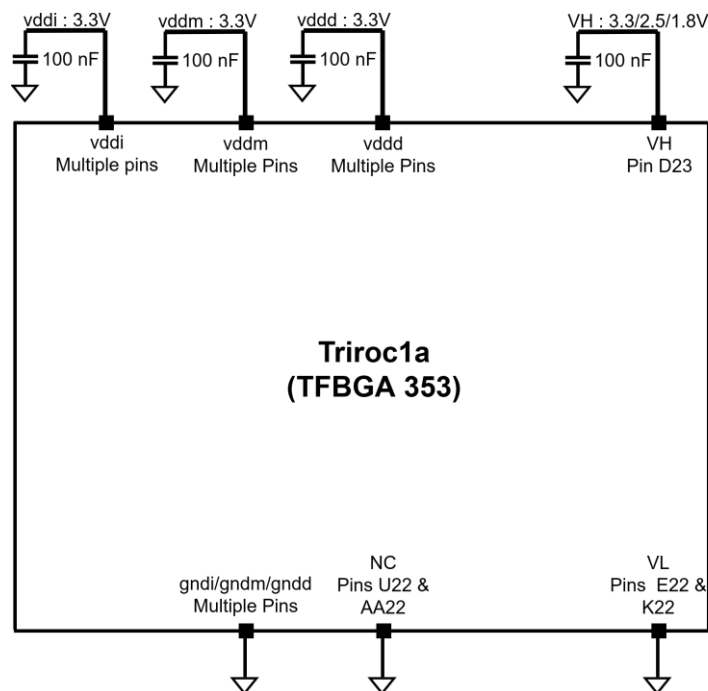 vddi : 3.3V
vddm : 3.3V
vddd : 3.3V
VH : 3.3/2.5/1.8V
100 nF
100 nF
100 nF
100 nF
vddi
Multiple pins
vddm
Multiple Pins
vddd
Multiple Pins
VH
Pin D23
Triroc1a
(TFBGA 353)
gndi/gndm/gndd
Multiple Pins
NC
Pins U22 &
AA22
VL
Pins E22 &
K22